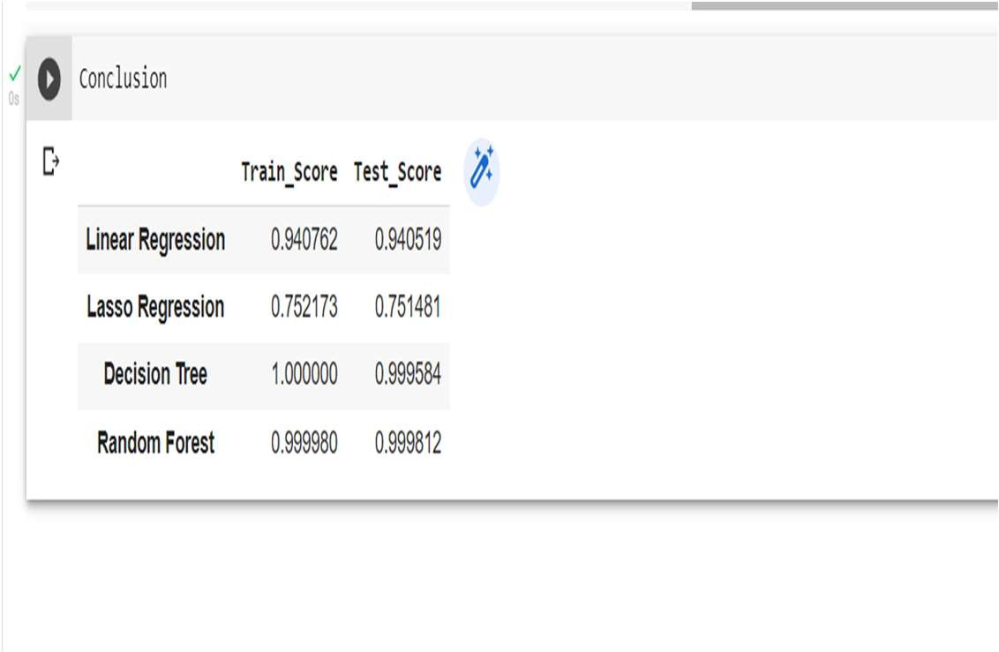 Conclusion
0s
Train_Score Test_Score
Linear Regression 0.940762 0.940519
Lasso Regression 0.752173 0.751481
Decision Tree 1.000000 0.999584
Random Forest 0.999980 0.999812